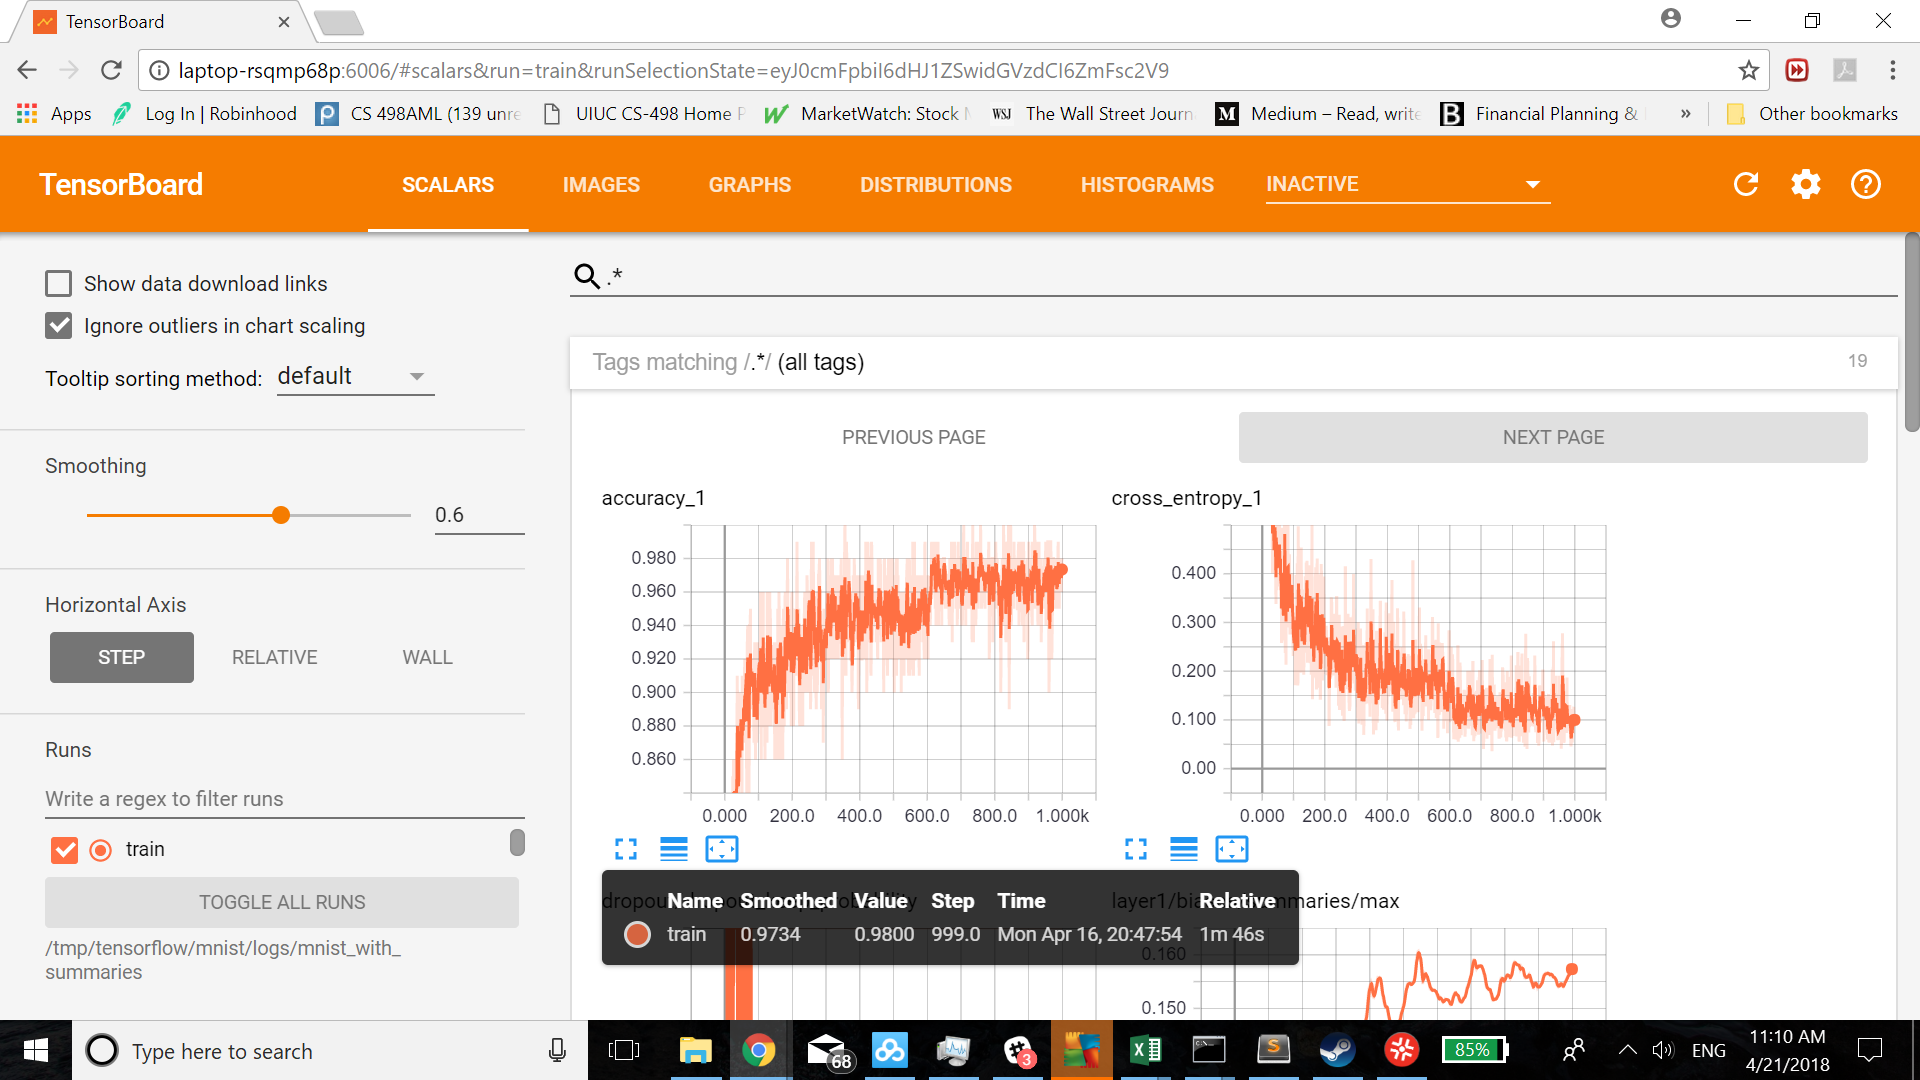 TensorBoard
laptop-rsqmp68p:6006/#scalars&run=train&runSelectionState=eyJ0cmFpbiI6dHJ1ZSwidGVzdCI6ZmFsc2V9
Apps Log In | Robinhood CS 498AML (139 unre UIUC CS-498 Home P MarketWatch: Stock M WSJ The Wall Street Journ M Medium – Read, write B Financial Planning & » Other bookmarks
TensorBoard SCALARS IMAGES GRAPHS DISTRIBUTIONS HISTOGRAMS INACTIVE
Show data download links
Ignore outliers in chart scaling
Tooltip sorting method: default
Smoothing
0.6
Horizontal Axis
STEP RELATIVE WALL
Runs
Write a regex to filter runs
train
TOGGLE ALL RUNS
/tmp/tensorflow/mnist/logs/mnist_with_
summaries
.*
Tags matching /.*/ (all tags) 19
PREVIOUS PAGE NEXT PAGE
accuracy_1
0.980
0.960
0.940
0.920
0.900
0.880
0.860
0.000 200.0 400.0 600.0 800.0 1.000k
cross_entropy_1
0.400
0.300
0.200
0.100
0.00
0.000 200.0 400.0 600.0 800.0 1.000k
layer1/bia maries/max
Name Smoothed Value Step Time Relative
train 0.9734 0.9800 999.0 Mon Apr 16, 20:47:54 1m 46s
0.160
0.150
Type here to search
68
3
85%
ENG
11:10 AM
4/21/2018